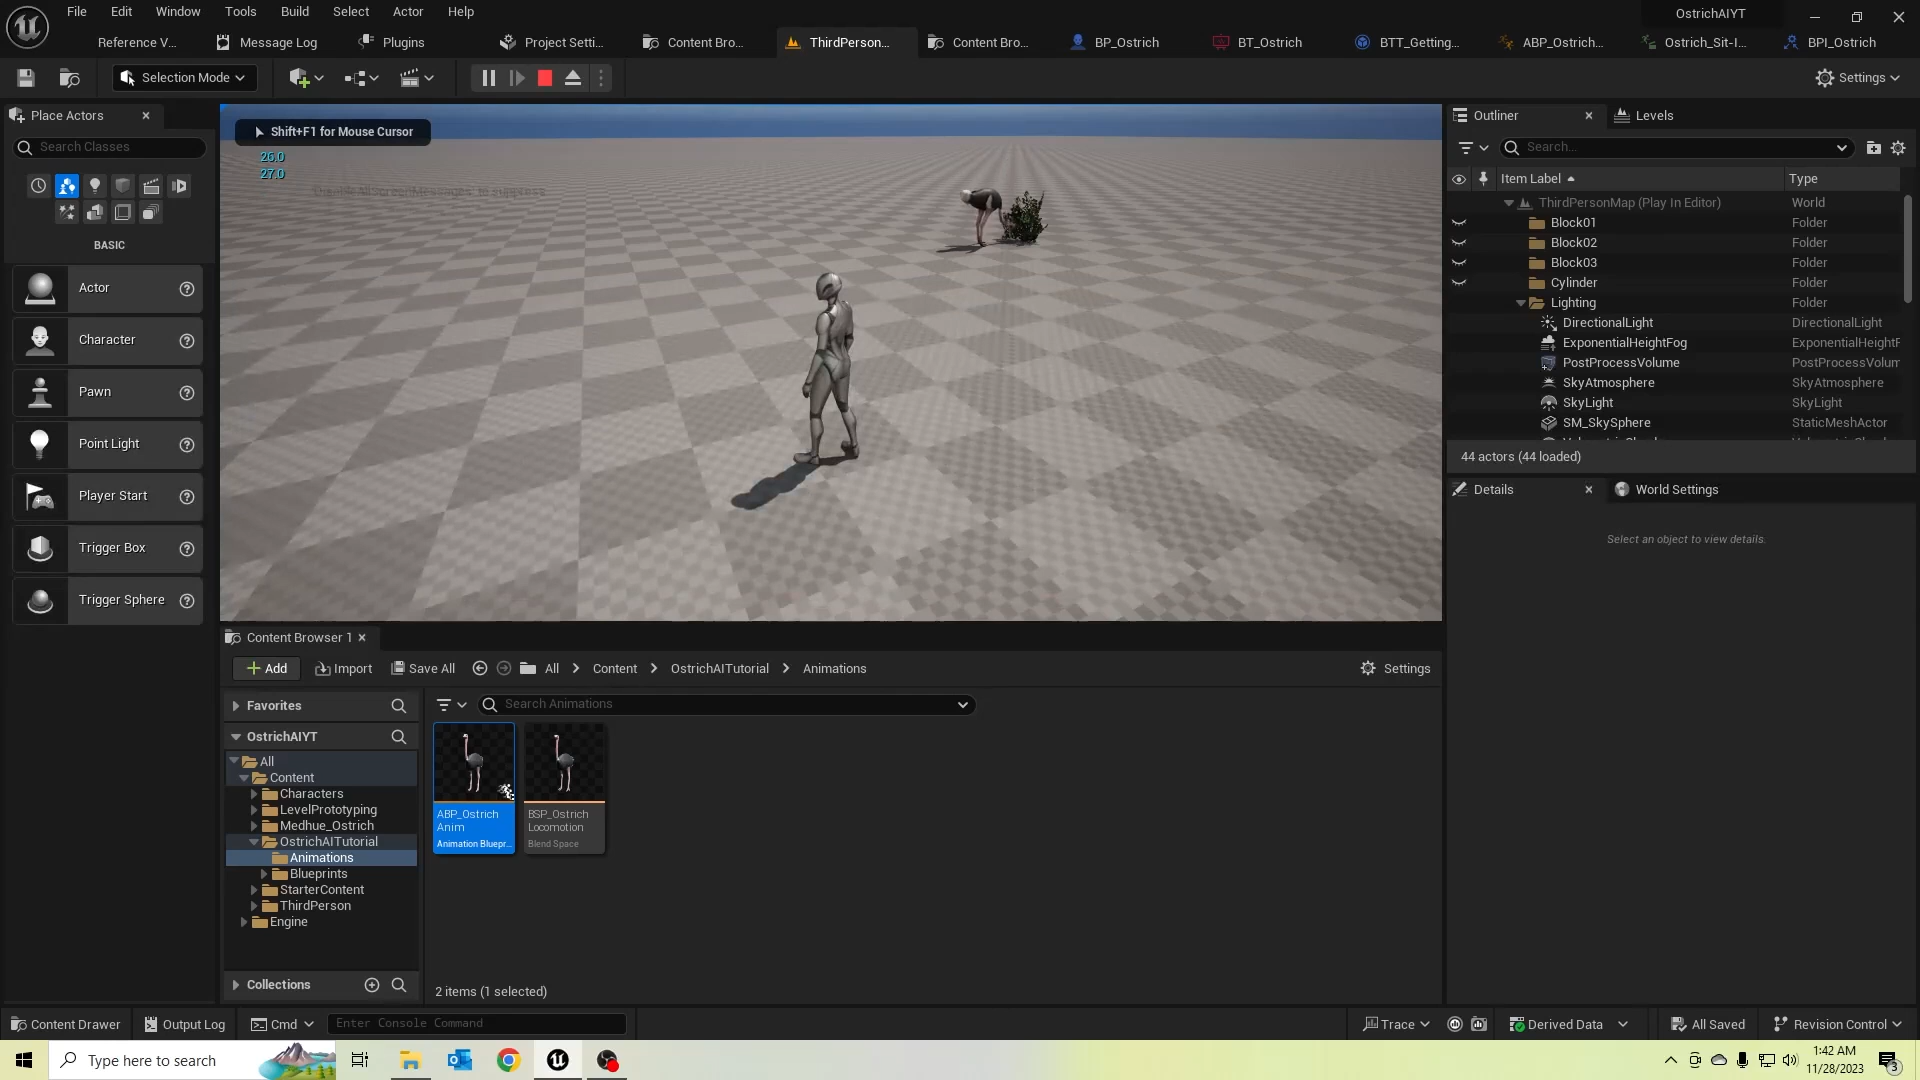 File Edit Window Tools Build Select Actor Help
OstrichAIYT
Reference V...
Message Log
Plugins
Project Setti...
Content Bro...
ThirdPerson...
Content Bro...
BP_Ostrich
BT_Ostrich
BTT_Getting...
ABP_Ostrich...
Ostrich_Sit-I...
BPI_Ostrich
Selection Mode
Settings
Place Actors
Search Classes
BASIC
Actor
Character
Pawn
Point Light
Player Start
Trigger Box
Trigger Sphere
Shift+F1 for Mouse Cursor
26.0
27.0
Outliner
Levels
Search...
Item Label
Type
ThirdPersonMap (Play In Editor) World
Block01 Folder
Block02 Folder
Block03 Folder
Cylinder Folder
Lighting Folder
DirectionalLight DirectionalLight
ExponentialHeightFog ExponentialHeightF
PostProcessVolume PostProcessVolum
SkyAtmosphere SkyAtmosphere
SkyLight SkyLight
SM_SkySphere StaticMeshActor
44 actors (44 loaded)
Details
World Settings
Select an object to view details.
Content Browser 1
Add Import Save All All Content OstrichAITutorial Animations Settings
Favorites
OstrichAIYT
All
Content
Characters
LevelPrototyping
Medhue_Ostrich
OstrichAITutorial
Animations
Blueprints
StarterContent
ThirdPerson
Engine
Collections
Search Animations
ABP_Ostrich
Anim
Animation Bluepr...
BSP_Ostrich
Locomotion
Blend Space
2 items (1 selected)
Content Drawer Output Log Cmd Enter Console Command Trace Derived Data All Saved Revision Control
Type here to search
1:42 AM
11/28/2023
3